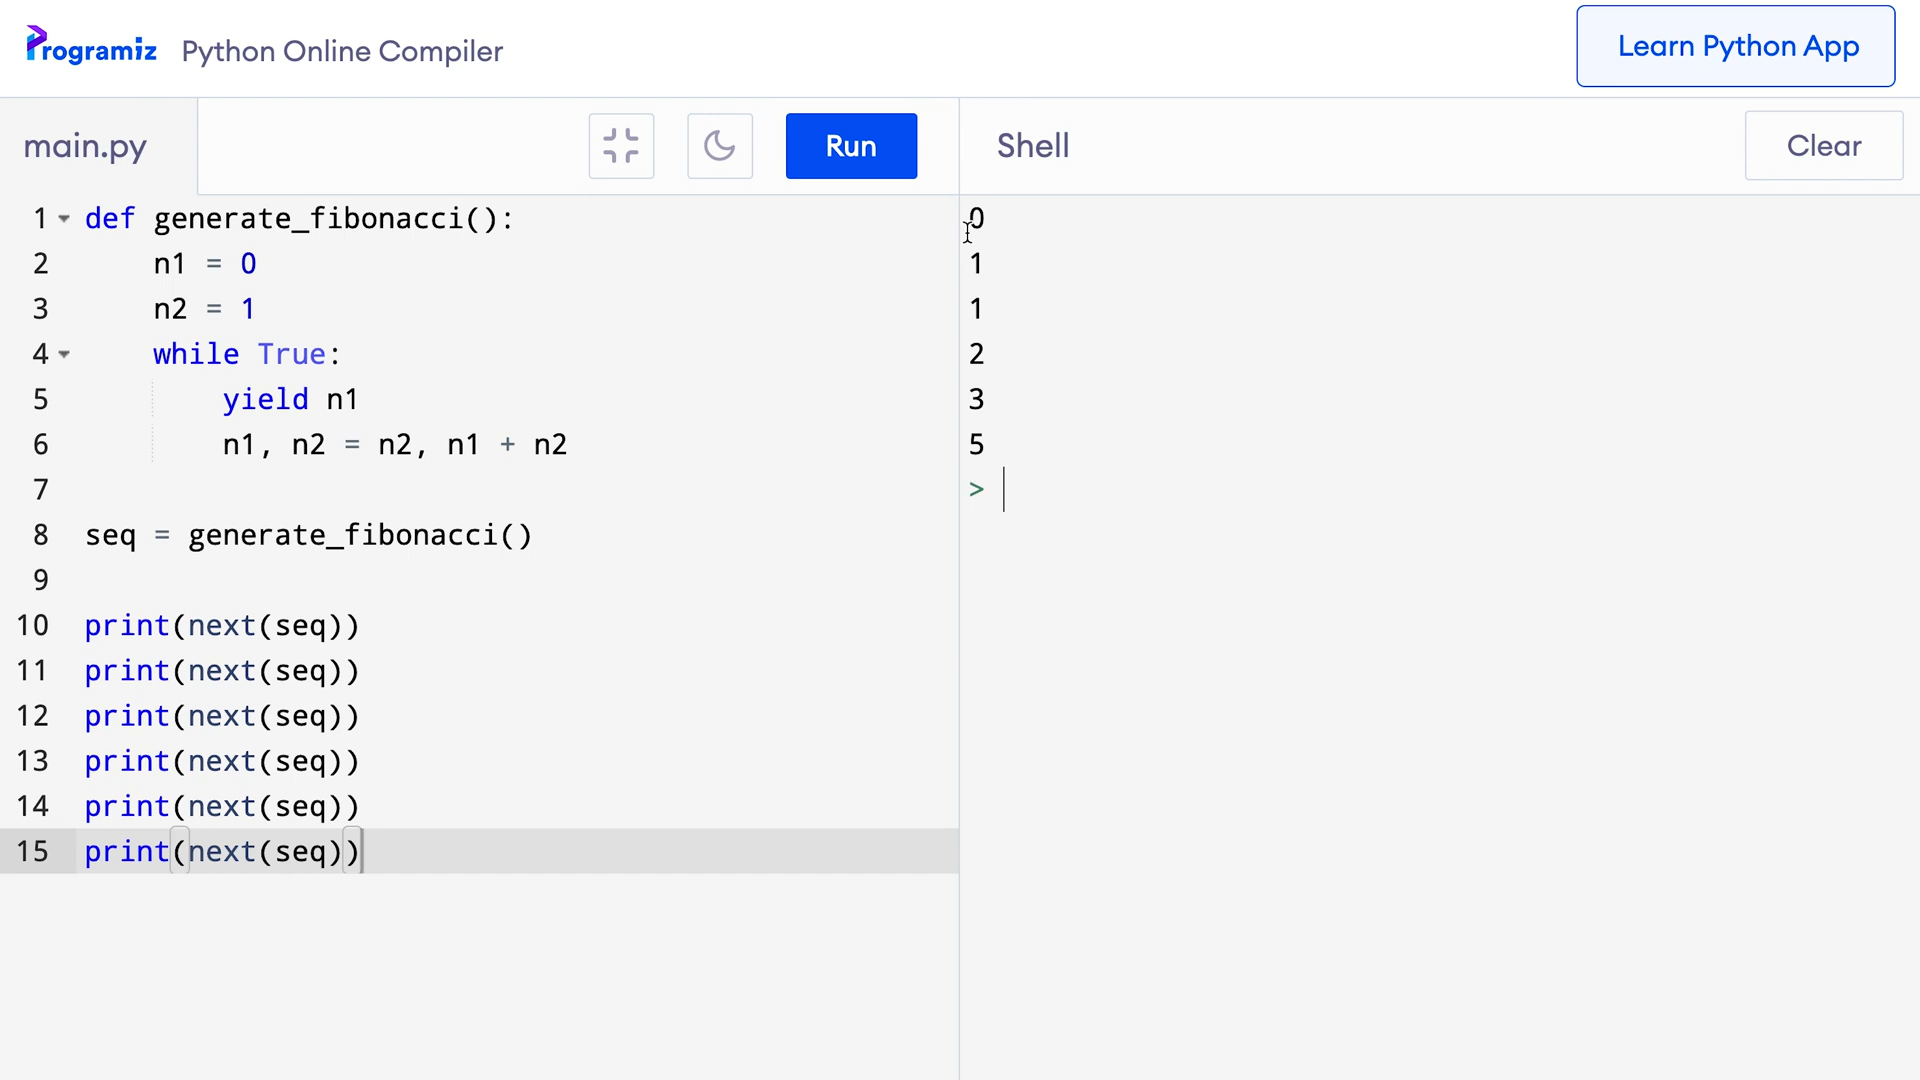 Programiz Python Online Compiler
Learn Python App
main.py
Run
Shell
Clear
1 def generate_fibonacci():
2     n1 = 0
3     n2 = 1
4     while True:
5         yield n1
6         n1, n2 = n2, n1 + n2
7
8 seq = generate_fibonacci()
9
10 print(next(seq))
11 print(next(seq))
12 print(next(seq))
13 print(next(seq))
14 print(next(seq))
15 print(next(seq))
0
1
1
2
3
5
>